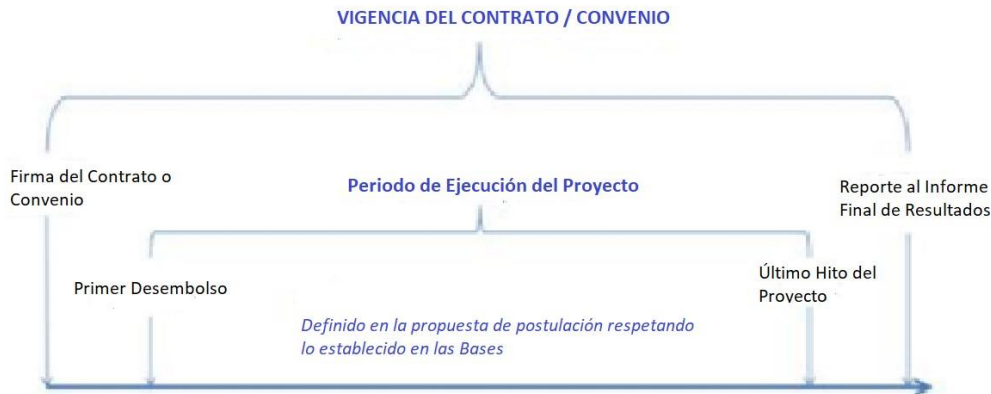 VIGENCIA DEL CONTRATO / CONVENIO
Firma del Contrato o
Convenio
Periodo de Ejecución del Proyecto
Reporte al Informe
Final de Resultados
Primer Desembolso
Último Hito del
Proyecto
Definido en la propuesta de postulación respetando
lo establecido en las Bases